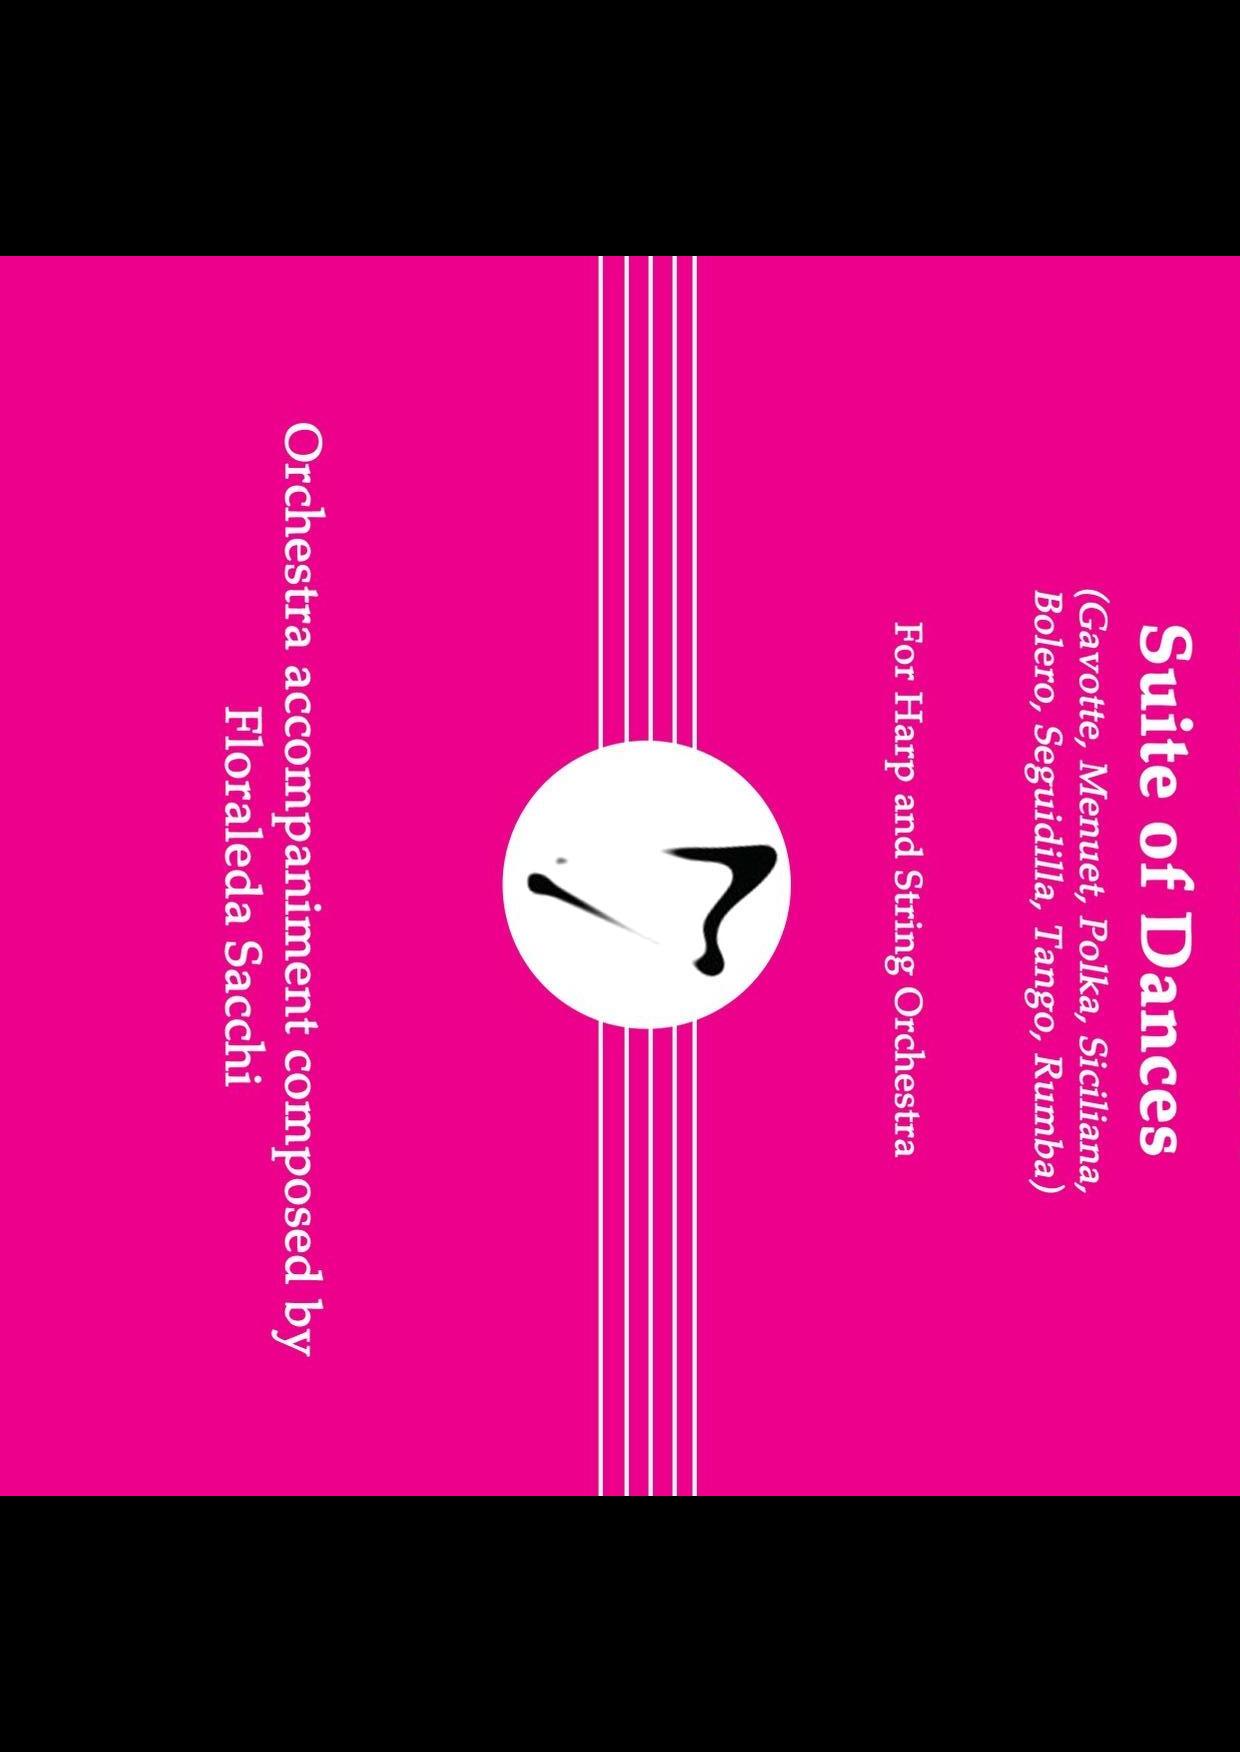 Suite of Dances
(Gavotte, Menuet, Polka, Siciliana,
Bolero, Seguidilla, Tango, Rumba)
For Harp and String Orchestra
Orchestra accompaniment composed by
Floraleda Sacchi